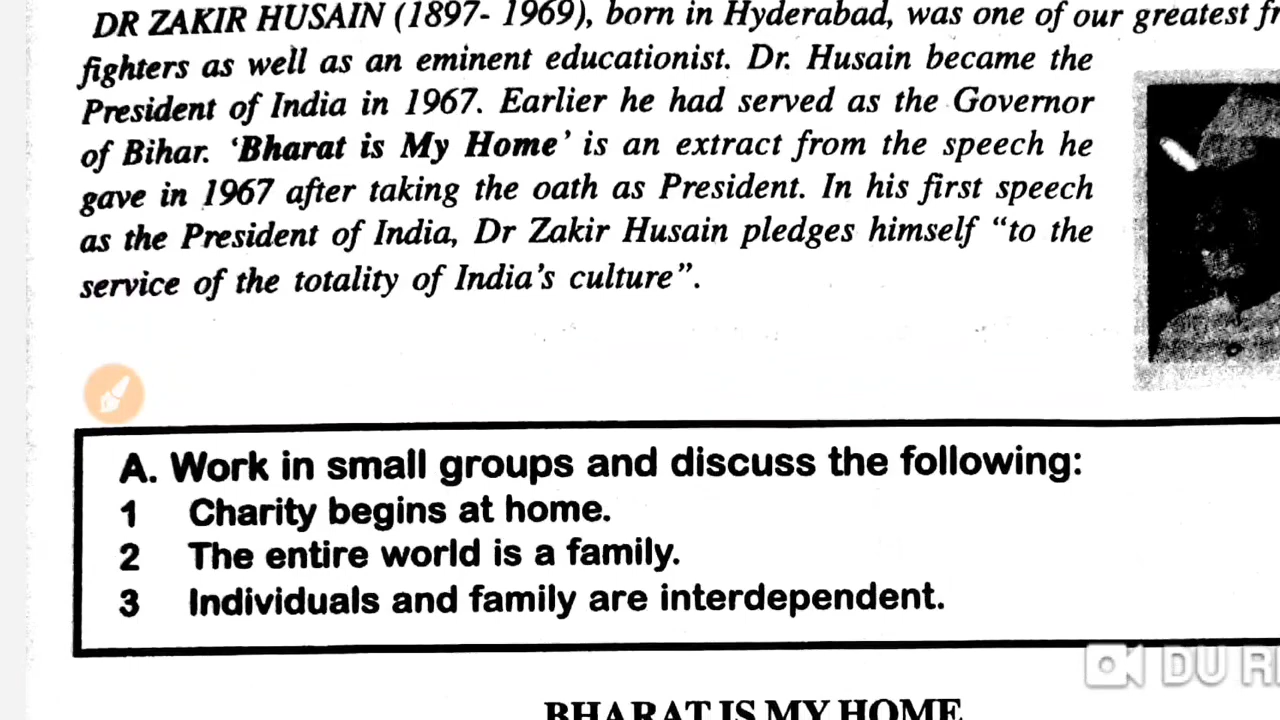 DR ZAKIR HUSAIN (1897- 1969), born in Hyderabad, was one of our greatest
fighters as well as an eminent educationist. Dr. Husain became the
President of India in 1967. Earlier he had served as the Governor
of Bihar. ‘Bharat is My Home’ is an extract from the speech he
gave in 1967 after taking the oath as President. In his first speech
as the President of India, Dr Zakir Husain pledges himself “to the
service of the totality of India’s culture”.
A. Work in small groups and discuss the following:
1 Charity begins at home.
2 The entire world is a family.
3 Individuals and family are interdependent.
DU
BHARAT IS MY HOME